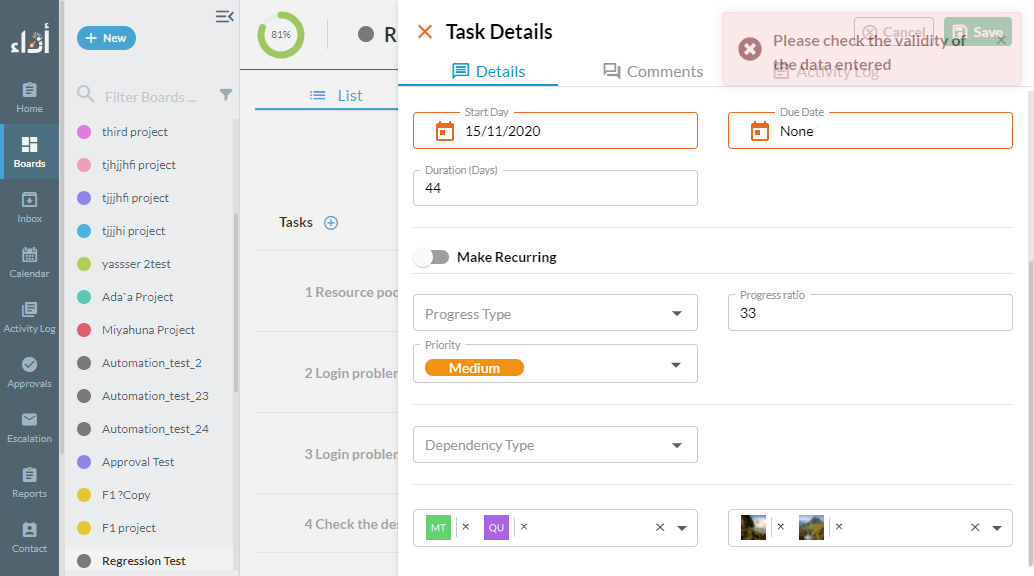 أداء
Home
Boards
Inbox
Calendar
Activity Log
Approvals
Escalation
Reports
Contact
+ New
Filter Boards ...
third project
tjhjjhfi project
tjjjhfi project
tjjjhi project
yassser 2test
Ada`a Project
Miyahuna Project
Automation_test_2
Automation_test_23
Automation_test_24
Approval Test
F1 ?Copy
F1 project
Regression Test
81%
R
List
Tasks
1 Resource poo
2 Login probler
3 Login probler
4 Check the des
Task Details
Cancel
Save
Please check the validity of
the data entered
Details
Comments
Activity Log
Start Day
15/11/2020
Due Date
None
Duration (Days)
44
Make Recurring
Progress Type
Progress ratio
33
Priority
Medium
Dependency Type
MT
QU